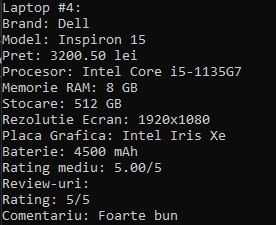 Laptop #4:
Brand: Dell
Model: Inspiron 15
Pret: 3200.50 lei
Procesor: Intel Core i5-1135G7
Memorie RAM: 8 GB
Stocare: 512 GB
Rezolutie Ecran: 1920x1080
Placa Grafica: Intel Iris Xe
Baterie: 4500 mAh
Rating mediu: 5.00/5
Review-uri:
Rating: 5/5
Comentariu: Foarte bun